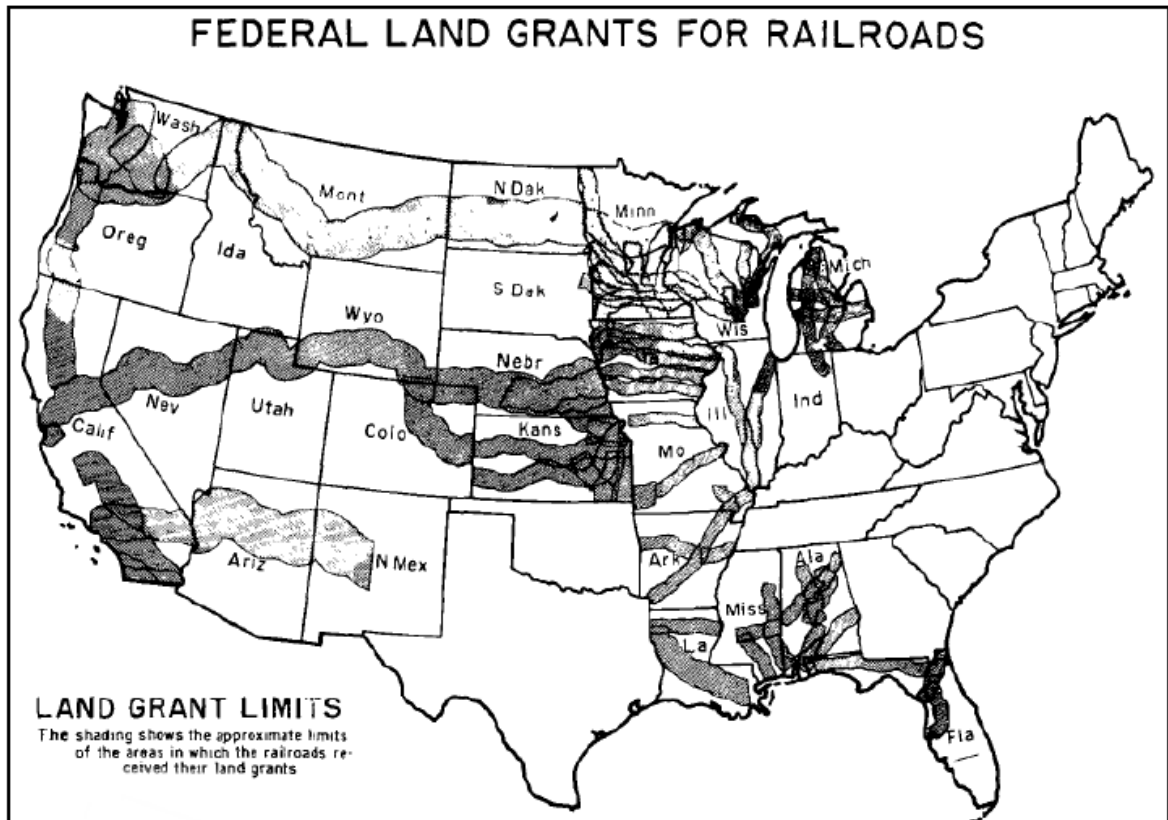 FEDERAL LAND GRANTS FOR RAILROADS
Wash
Mont
N Dak
Minn
Oreg
Ida
S Dak
Mich
Wyo
Wis
Nebr
Ia
Nev
Utah
Colo
Kans
Ill
Ind
Calif
Mo
Ariz
N Mex
Ark
Ala
Miss
La
Fla
LAND GRANT LIMITS
The shading shows the approximate limits
of the areas in which the railroads re-
ceived their land grants